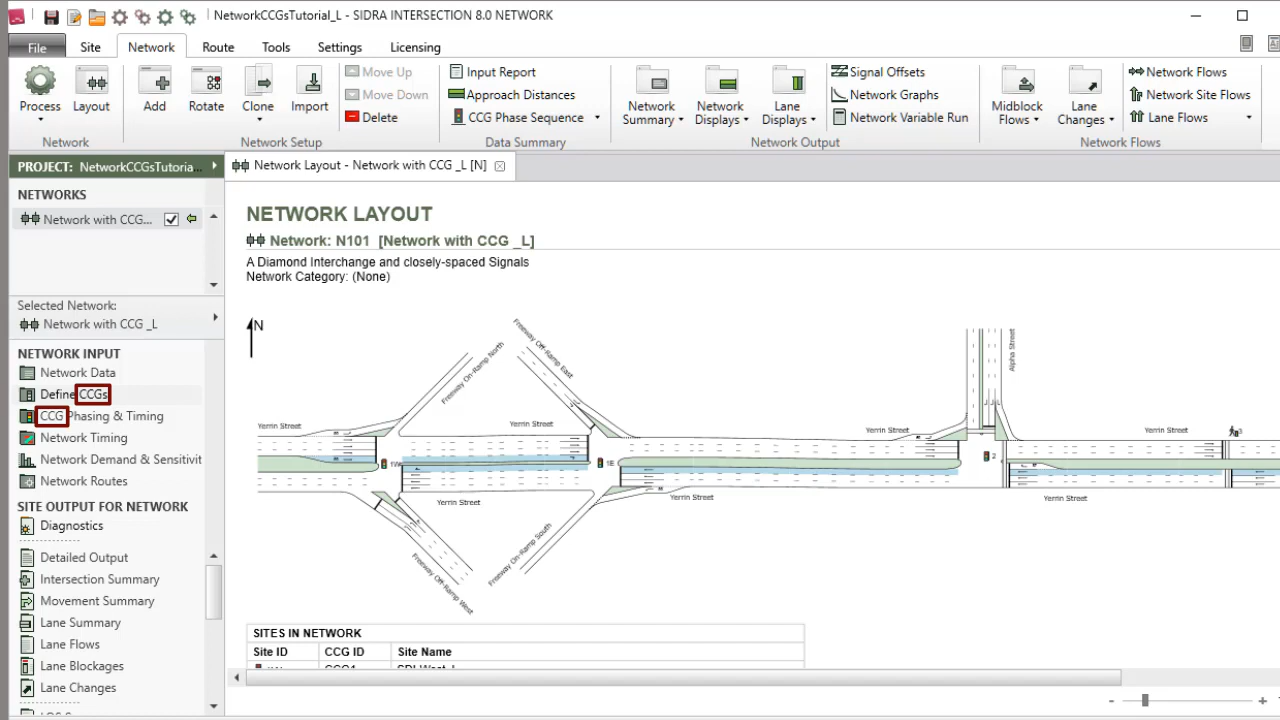 NetworkCCGsTutorial_L - SIDRA INTERSECTION 8.0 NETWORK
File Site Network Route Tools Settings Licensing
Process
Layout
Network
Add
Rotate
Clone
Import
Move Up
Move Down
Delete
Network Setup
Input Report
Approach Distances
CCG Phase Sequence
Data Summary
Network Summary
Network Displays
Lane Displays
Signal Offsets
Network Graphs
Network Variable Run
Network Output
Midblock Flows
Lane Changes
Network Flows
Network Site Flows
Lane Flows
Network Flows
PROJECT: NetworkCCGsTutoria...
NETWORKS
Network with CCG...
Selected Network:
Network with CCG _L
NETWORK INPUT
Network Data
Define CCGs
CCG Phasing & Timing
Network Timing
Network Demand & Sensitivit
Network Routes
SITE OUTPUT FOR NETWORK
Diagnostics
Detailed Output
Intersection Summary
Movement Summary
Lane Summary
Lane Flows
Lane Blockages
Lane Changes
Network Layout - Network with CCG _L [N]
NETWORK LAYOUT
Network: N101 [Network with CCG _L]
A Diamond Interchange and closely-spaced Signals
Network Category: (None)
N
Freeway On-Ramp North
Freeway Off-Ramp East
Alpha Street
Yerrin Street
Yerrin Street
Yerrin Street
Yerrin Street
1W
1E
2
Yerrin Street
Yerrin Street
Yerrin Street
Freeway Off-Ramp West
Freeway On-Ramp South
SITES IN NETWORK
Site ID CCG ID Site Name